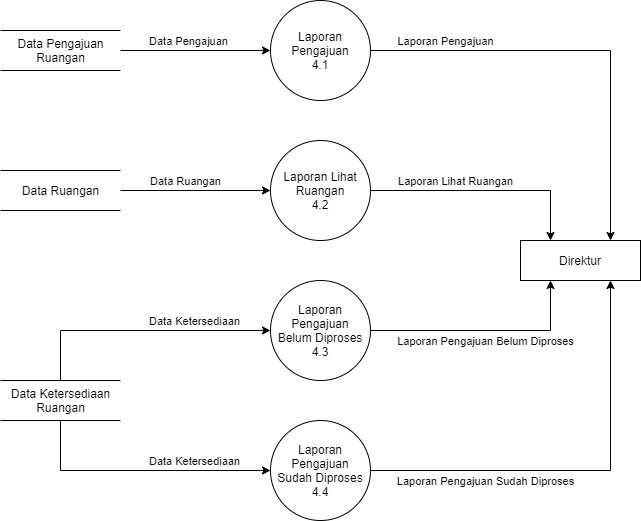 Data Pengajuan
Ruangan
Data Pengajuan
Laporan
Pengajuan
4.1
Laporan Pengajuan
Data Ruangan
Data Ruangan
Laporan Lihat
Ruangan
4.2
Laporan Lihat Ruangan
Direktur
Data Ketersediaan
Laporan
Pengajuan
Belum Diproses
4.3
Laporan Pengajuan Belum Diproses
Data Ketersediaan
Ruangan
Data Ketersediaan
Laporan
Pengajuan
Sudah Diproses
4.4
Laporan Pengajuan Sudah Diproses